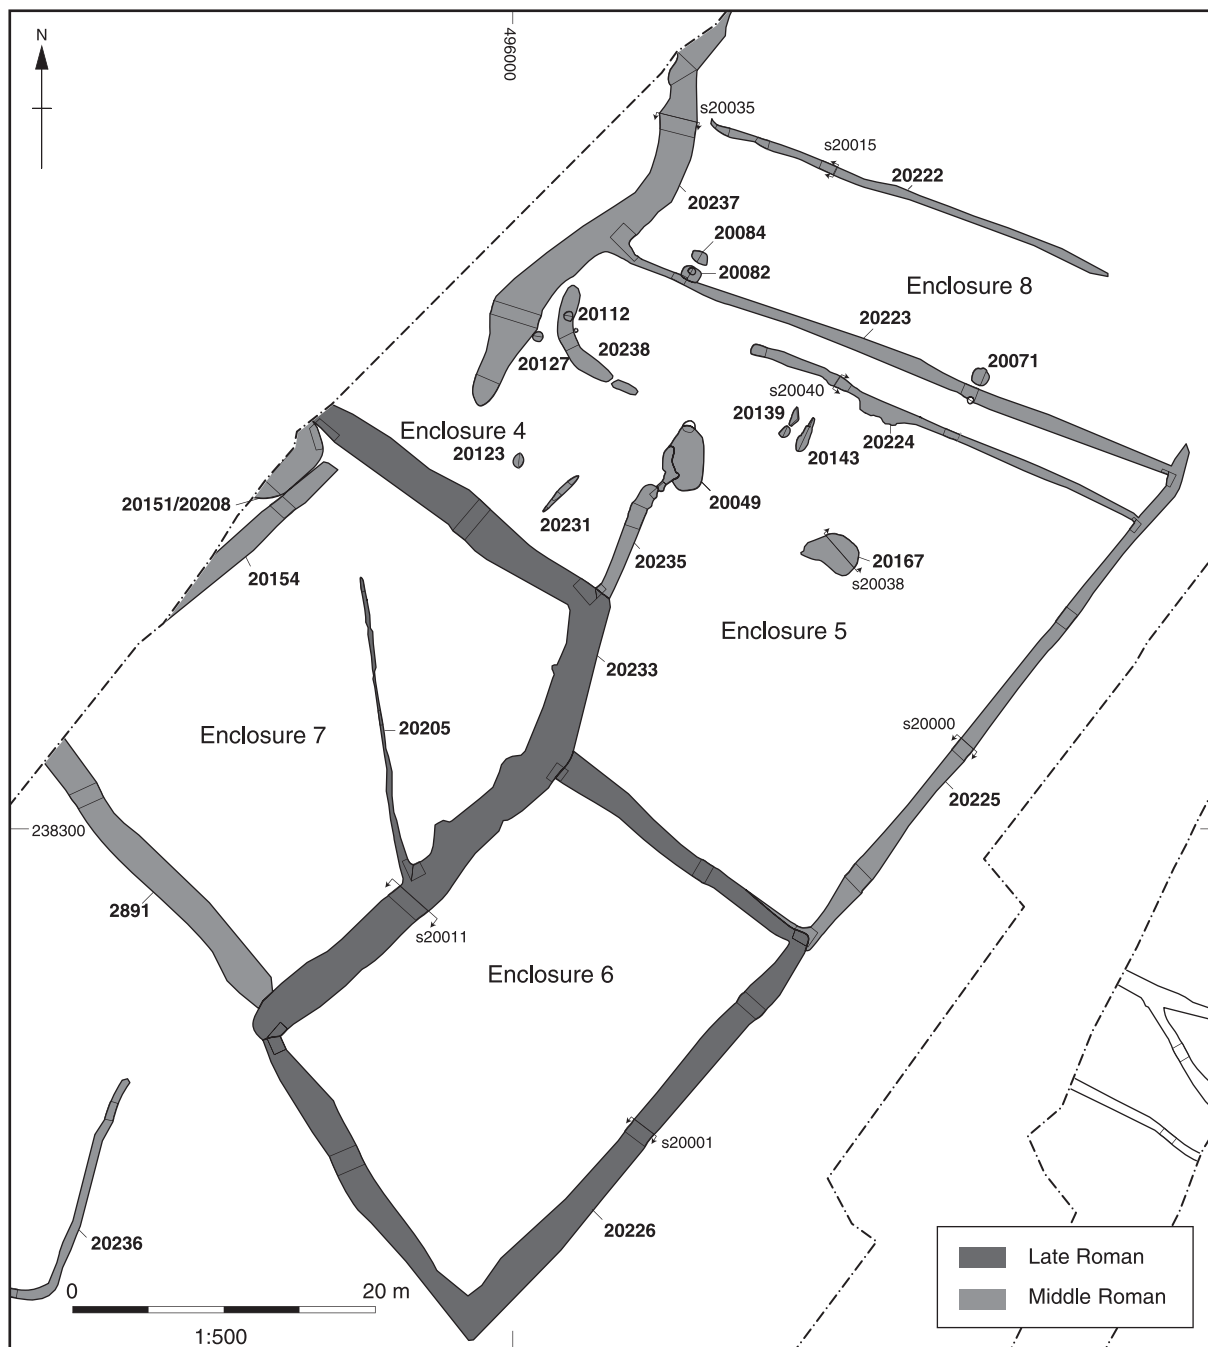 N
496000
s20035
s20015
20222
20237
20084
20082
Enclosure 8
20112
20223
20127
20238
20071
s20040
20139
Enclosure 4
20143
20224
20123
20151/20208
20231
20049
20235
20167
20154
s20038
Enclosure 5
20233
20205
Enclosure 7
s20000
20225
238300
2891
s20011
Enclosure 6
s20001
20226
20236
0 20 m
1:500
Late Roman
Middle Roman